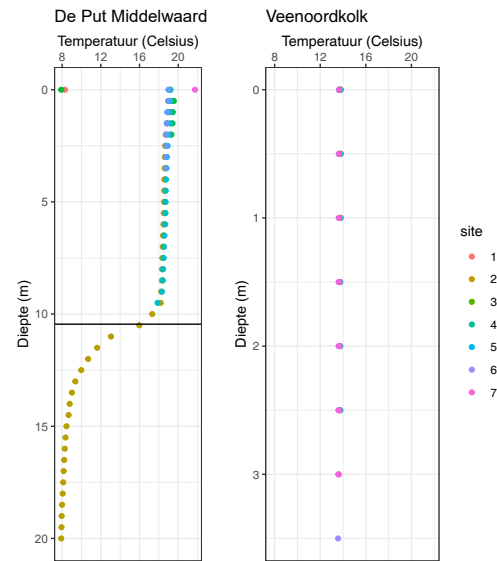 De Put Middelwaard
Veenoordkolk
Temperatuur (Celsius)
8 12 16 20
Diepte (m)
0
5
10
15
20
Temperatuur (Celsius)
8 12 16 20
Diepte (m)
0
1
2
3
site
1
2
3
4
5
6
7